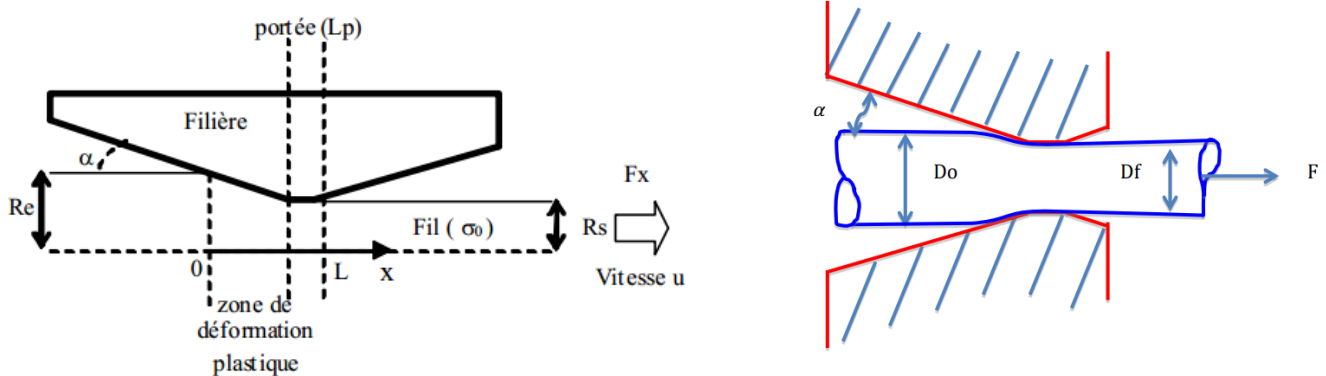 portée (Lp)
Filière
α
Re
Fx
Fil ( σ₀)
Rs
0
L
x
Vitesse u
zone de
déformation
plastique
α
Do
Df
F